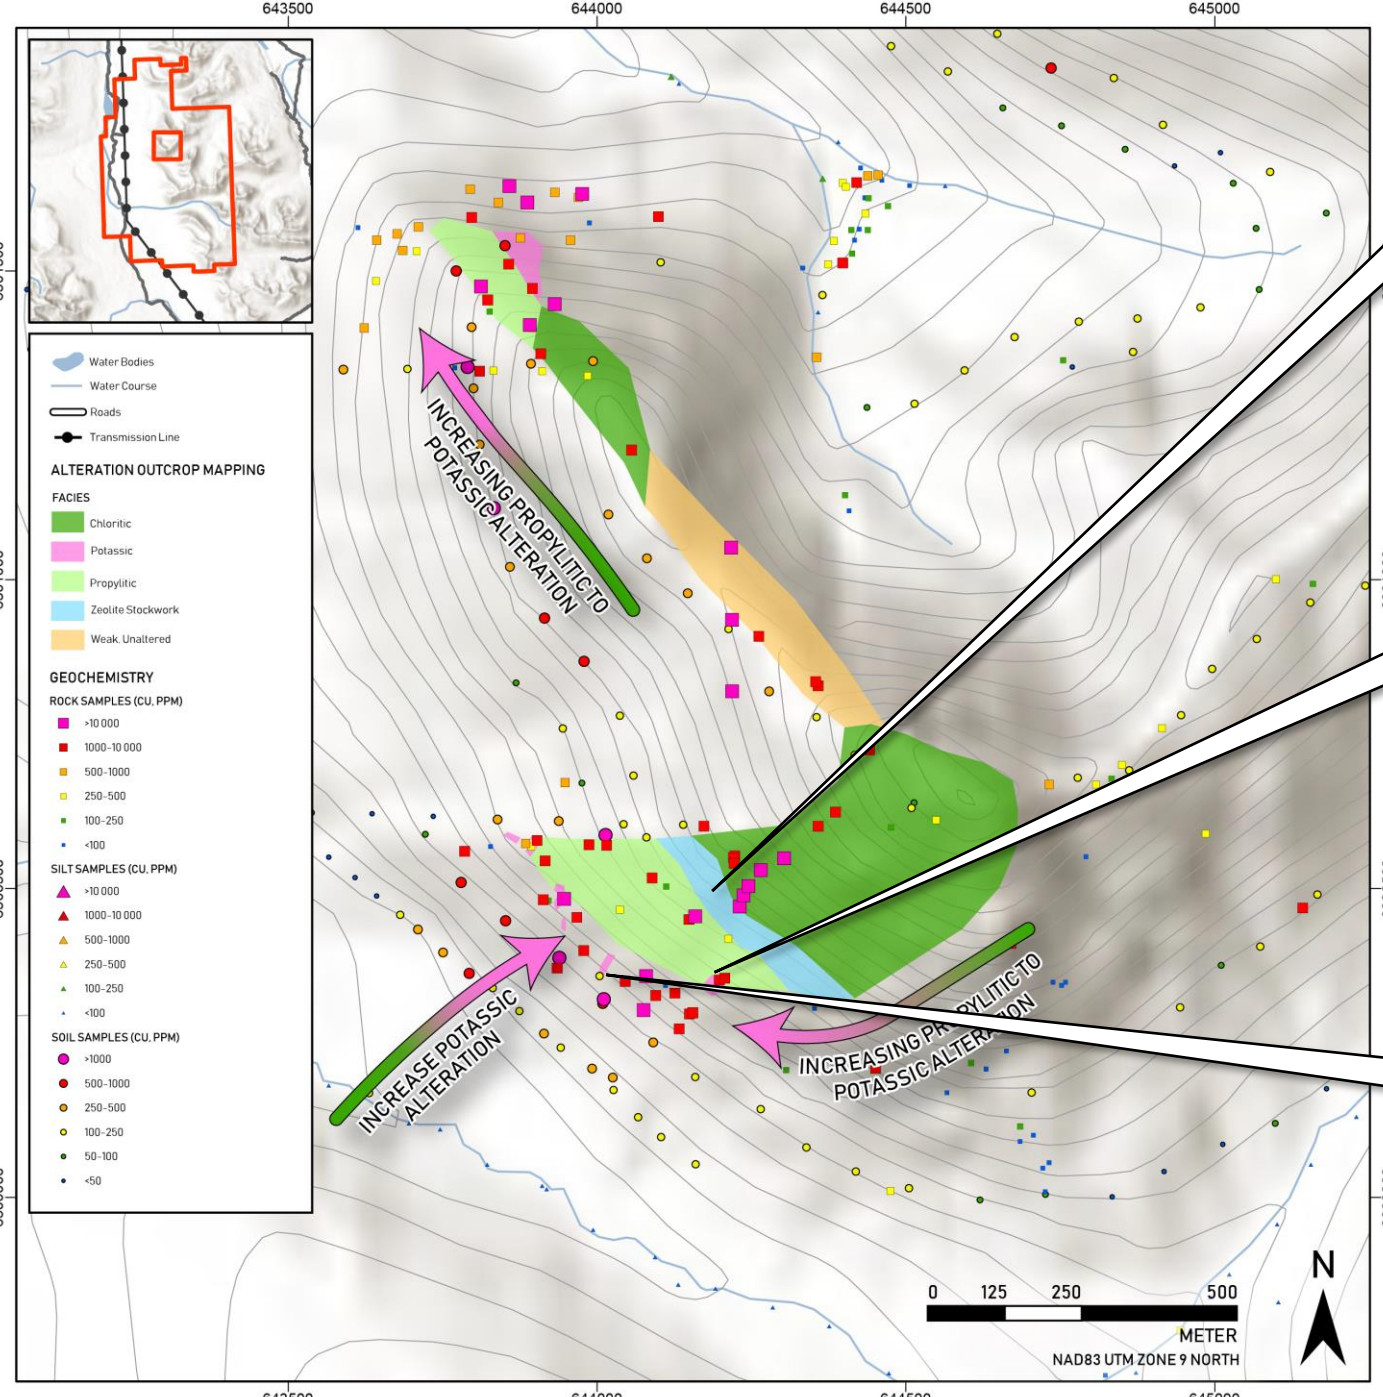 643500
644000
644500
645000
Water Bodies
Water Course
Roads
Transmission Line
ALTERATION OUTCROP MAPPING
FACIES
Chloritic
Potassic
Propylitic
Zeolite Stockwork
Weak. Unaltered
GEOCHEMISTRY
ROCK SAMPLES (CU, PPM)
>10 000
1000-10 000
500-1000
250-500
100-250
<100
SILT SAMPLES (CU, PPM)
>10 000
1000-10 000
500-1000
250-500
100-250
<100
SOIL SAMPLES (CU, PPM)
>1000
500-1000
250-500
100-250
50-100
<50
INCREASING PROPYLITIC TO
POTASSIC ALTERATION
INCREASE POTASSIC
ALTERATION
INCREASING PROPYLITIC TO
POTASSIC ALTERATION
N
0 125 250 500
METER
NAD83 UTM ZONE 9 NORTH